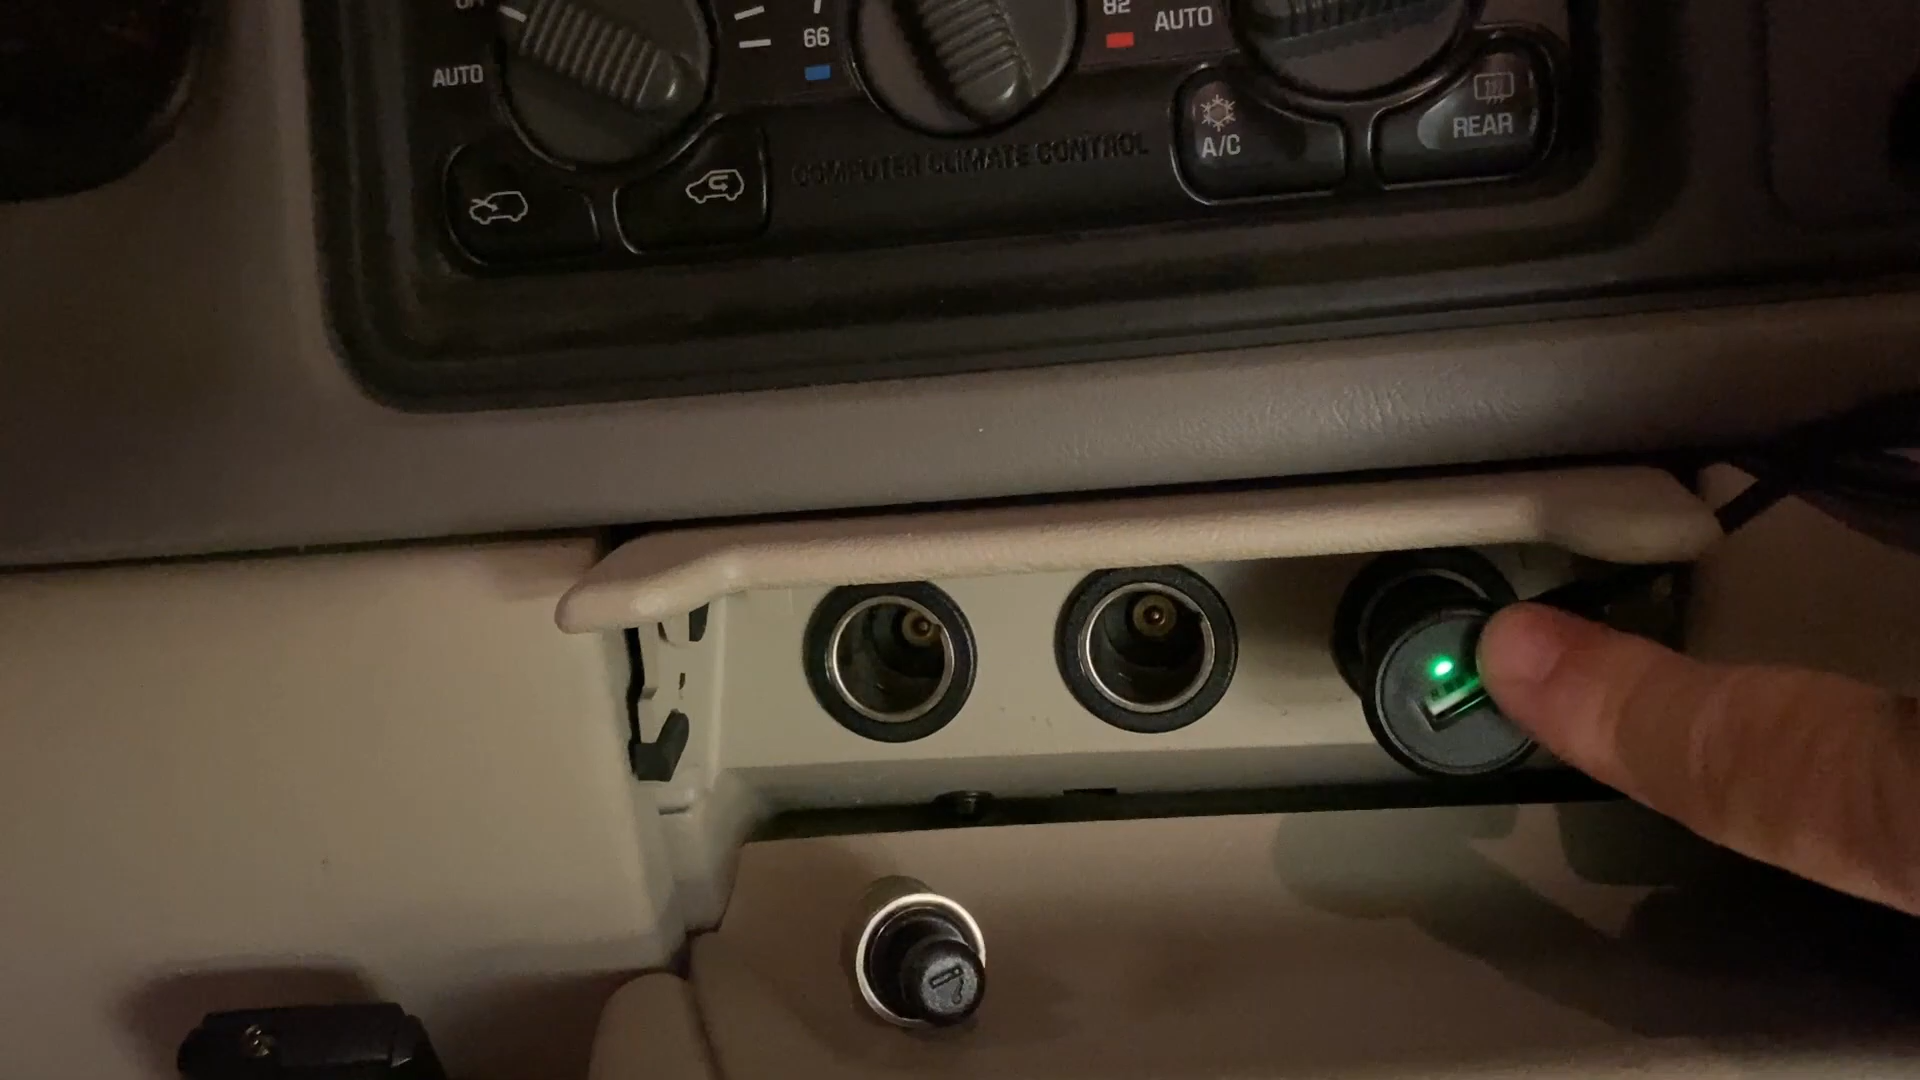 AUTO
66
82
AUTO
A/C
REAR
COMPUTER CLIMATE CONTROL